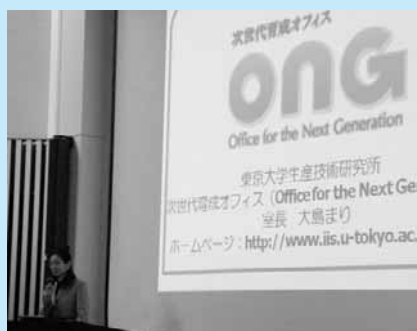 次世代育成オフィス
ONG
Office for the Next Generation
東京大学生産技術研究所
次世代育成オフィス（Office for the Next Ge
室長 大島まり
ホームページ：http://www.iis.u-tokyo.ac.